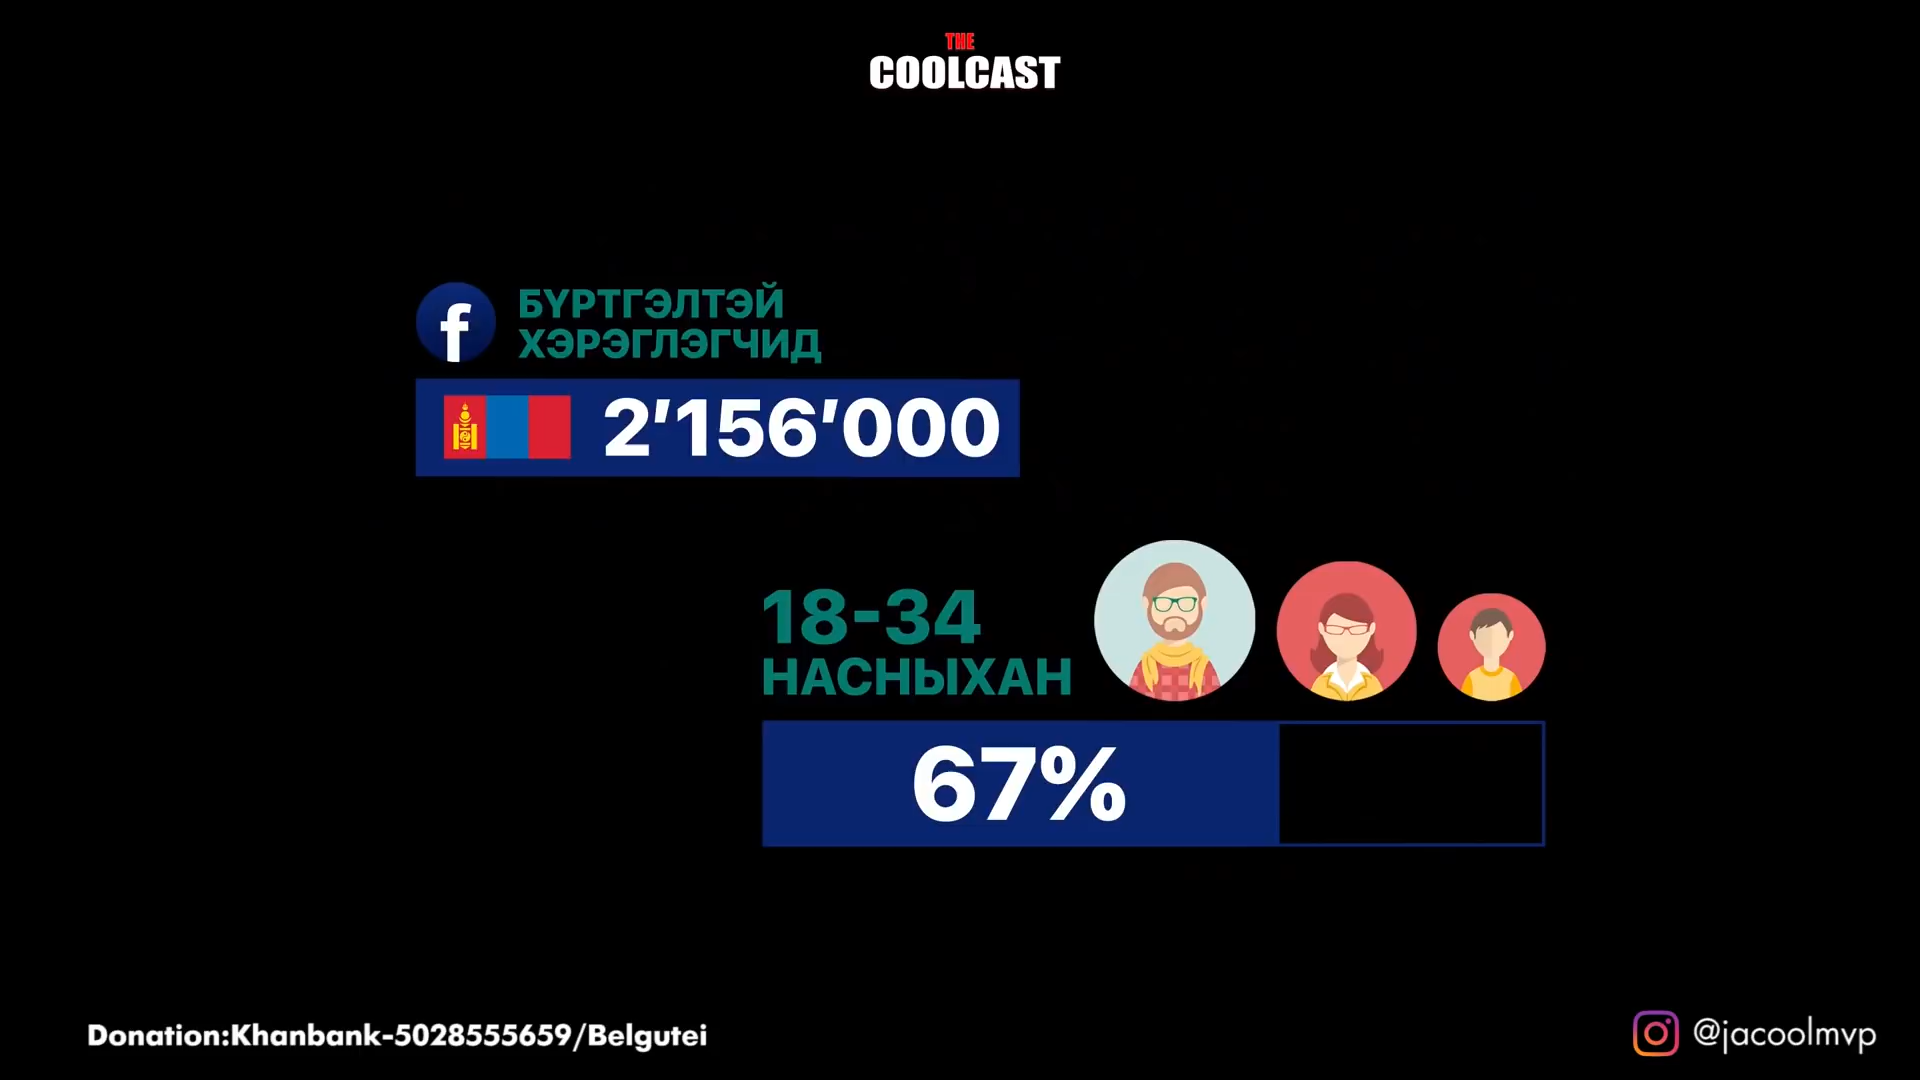 THE
COOLCAST
БҮРТГЭЛТЭЙ
ХЭРЭГЛЭГЧИД
2'156'000
18-34
НАСНЫХАН
67%
Donation:Khanbank-5028555659/Belgutei
@jacoolmvp